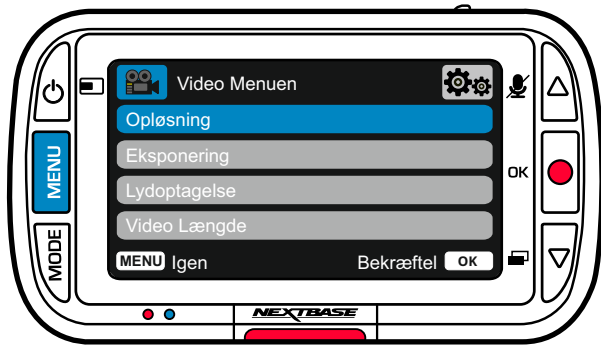 Video Menuen
Opløsning
Eksponering
Lydoptagelse
Video Længde
MENU Igen Bekræftel OK
MENU
MODE
OK
NEXTBASE